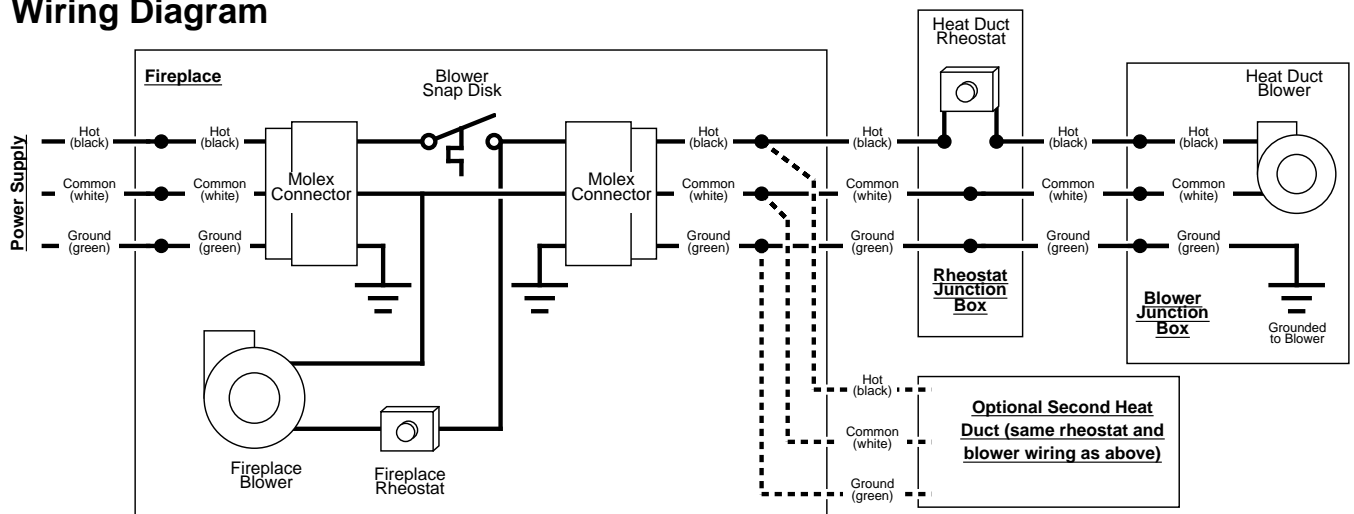 Wiring Diagram
Heat Duct
Rheostat
Fireplace
Blower
Snap Disk
Heat Duct
Blower
Power Supply
Hot
(black)
Hot
(black)
Hot
(black)
Hot
(black)
Hot
(black)
Hot
(black)
Molex
Connector
Molex
Connector
Common
(white)
Common
(white)
Common
(white)
Common
(white)
Common
(white)
Common
(white)
Ground
(green)
Ground
(green)
Ground
(green)
Ground
(green)
Ground
(green)
Ground
(green)
Rheostat
Junction
Box
Blower
Junction
Box
Grounded
to Blower
Hot
(black)
Common
(white)
Ground
(green)
Optional Second Heat
Duct (same rheostat and
blower wiring as above)
Fireplace
Blower
Fireplace
Rheostat